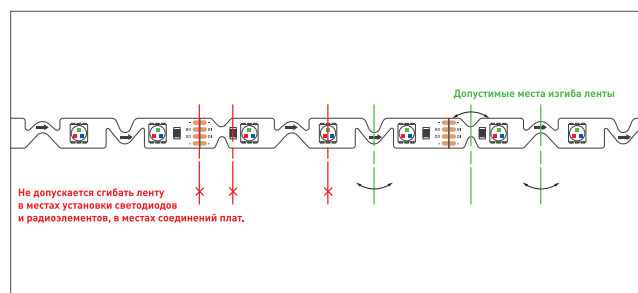 Допустимые места изгиба ленты
Не допускается сгибать ленту
в местах установки светодиодов
и радиоэлементов, в местах соединений плат.